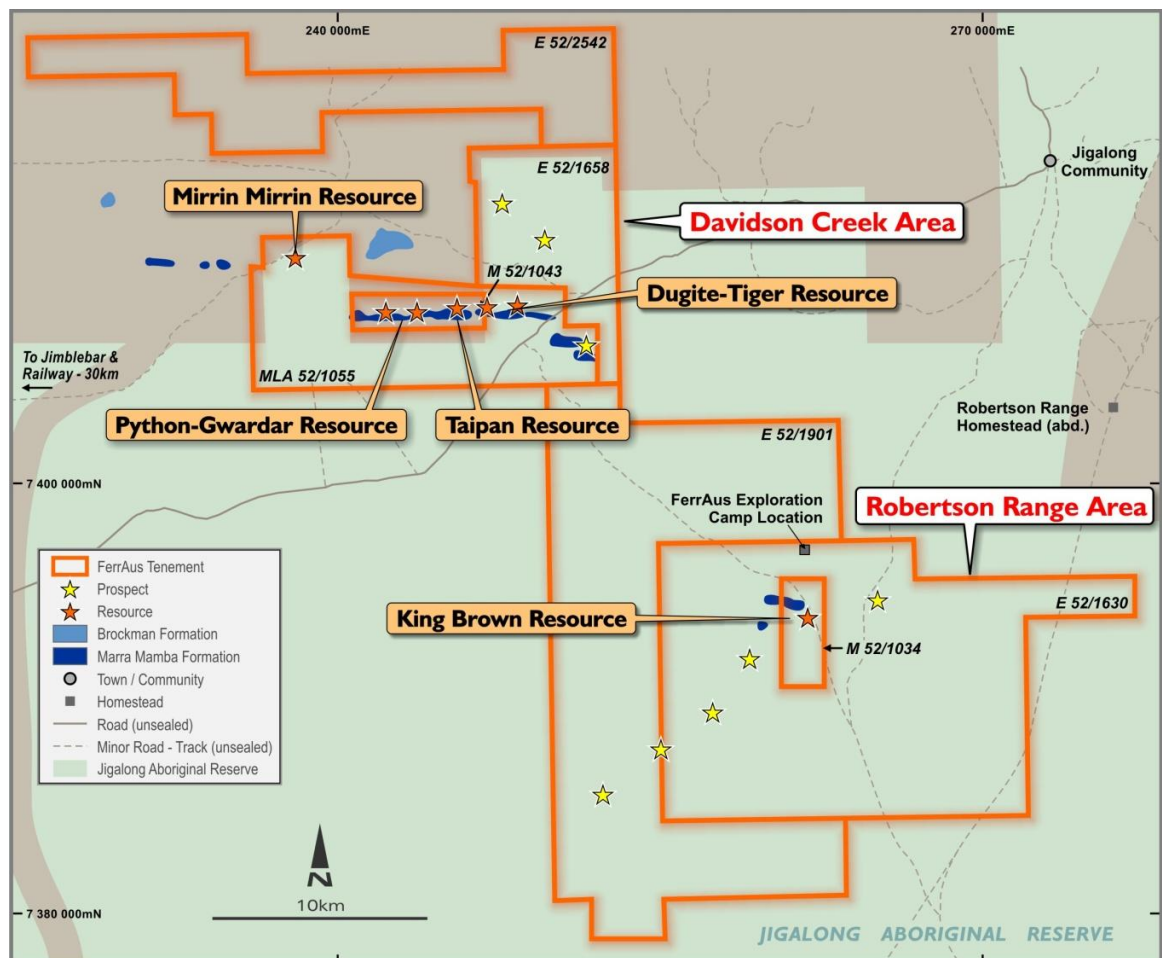 240 000mE
270 000mE
E 52/2542
Jigalong
Community
E 52/1658
Mirrin Mirrin Resource
Davidson Creek Area
M 52/1043
Dugite-Tiger Resource
To Jimblebar &
Railway - 30km
MLA 52/1055
Python-Gwardar Resource
Taipan Resource
Robertson Range
Homestead (abd.)
E 52/1901
7 400 000mN
FerrAus Exploration
Camp Location
Robertson Range Area
FerrAus Tenement
Prospect
Resource
Brockman Formation
Marra Mamba Formation
Town / Community
Homestead
Road (unsealed)
Minor Road - Track (unsealed)
Jigalong Aboriginal Reserve
E 52/1630
King Brown Resource
M 52/1034
N
10km
7 380 000mN
JIGALONG ABORIGINAL RESERVE